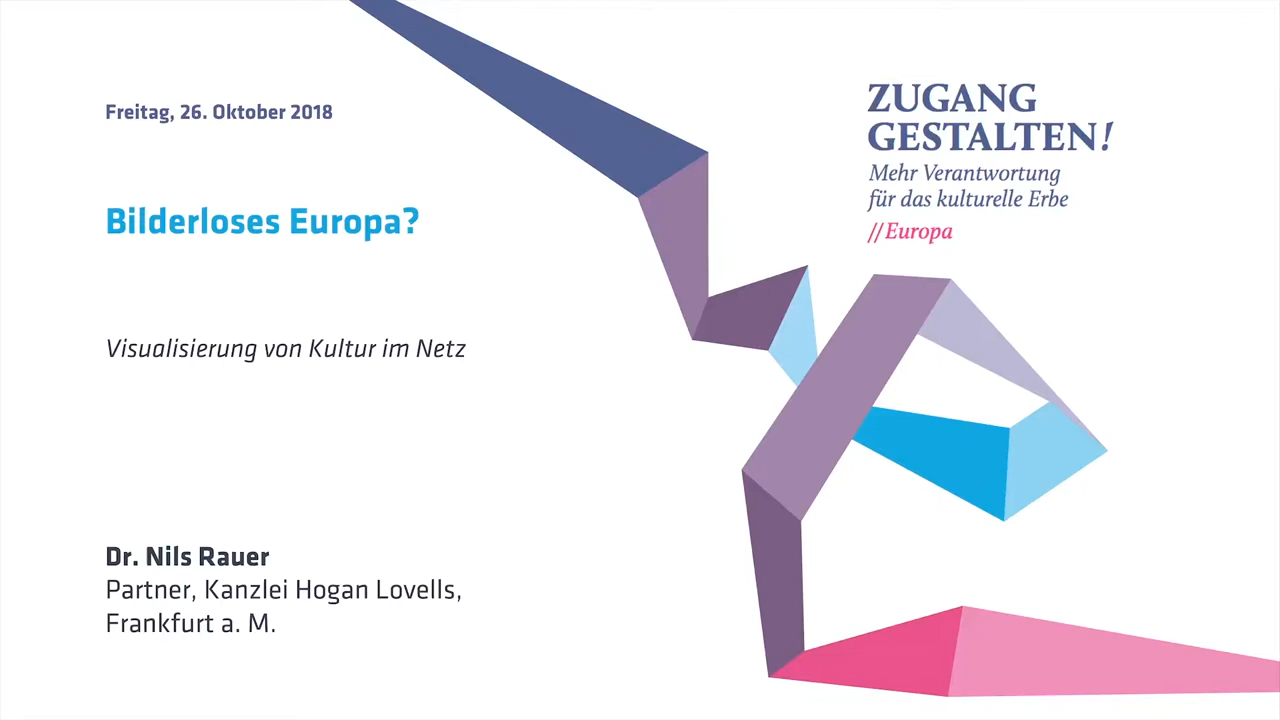 Freitag, 26. Oktober 2018
Bilderloses Europa?
Visualisierung von Kultur im Netz
Dr. Nils Rauer
Partner, Kanzlei Hogan Lovells,
Frankfurt a. M.
ZUGANG
GESTALTEN!
Mehr Verantwortung
für das kulturelle Erbe
//Europa